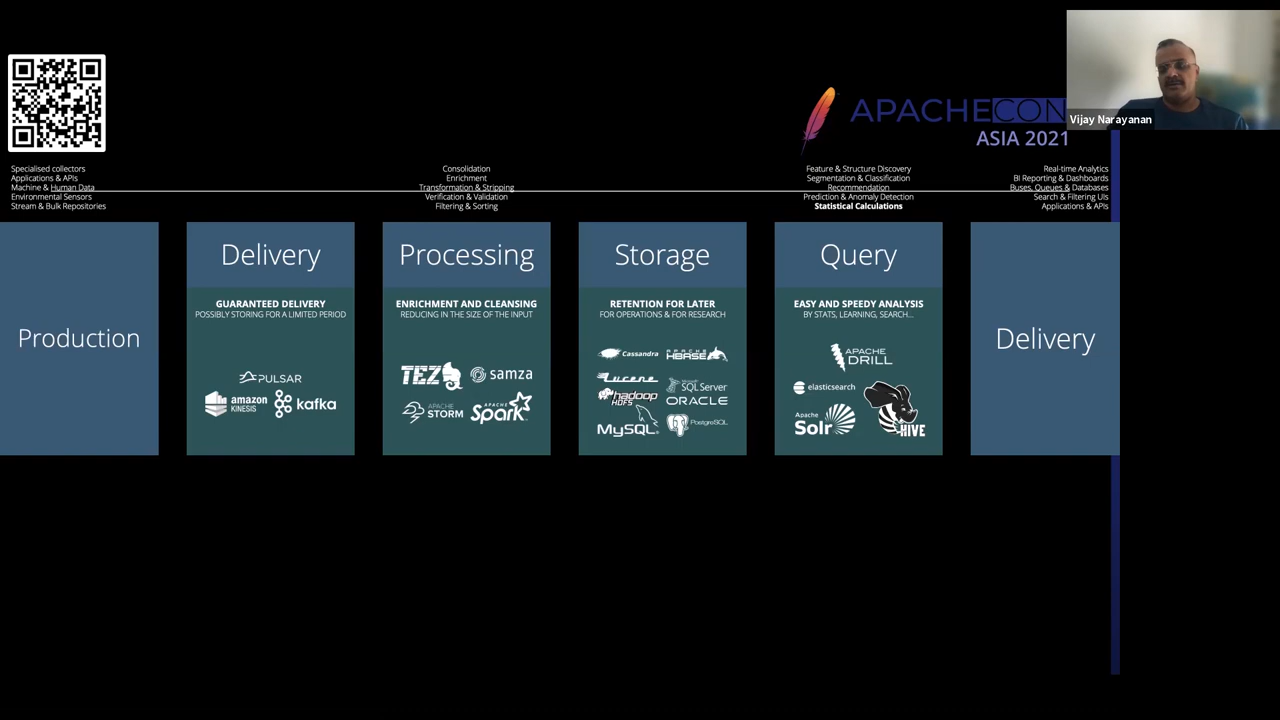 APACHECON
ASIA 2021
Vijay Narayanan
Specialised collectors
Applications & APIs
Machine & Human Data
Environmental Sensors
Stream & Bulk Repositories
Consolidation
Enrichment
Transformation & Stripping
Verification & Validation
Filtering & Sorting
Feature & Structure Discovery
Segmentation & Classification
Recommendation
Prediction & Anomaly Detection
Statistical Calculations
Real-time Analytics
BI Reporting & Dashboards
Buses, Queues & Databases
Search & Filtering UIs
Applications & APIs
Production
Delivery
GUARANTEED DELIVERY
POSSIBLY STORING FOR A LIMITED PERIOD
PULSAR
amazon
KINESIS
kafka
Processing
ENRICHMENT AND CLEANSING
REDUCING IN THE SIZE OF THE INPUT
TEZ
samza
APACHE
STORM
APACHE
Spark
Storage
RETENTION FOR LATER
FOR OPERATIONS & FOR RESEARCH
Cassandra
APACHE
HBASE
Lucene
SQL Server
hadoop
HDFS
ORACLE
MySQL
PostgreSQL
Query
EASY AND SPEEDY ANALYSIS
BY STATS, LEARNING, SEARCH...
APACHE
DRILL
elasticsearch
Apache
Solr
HIVE
Delivery